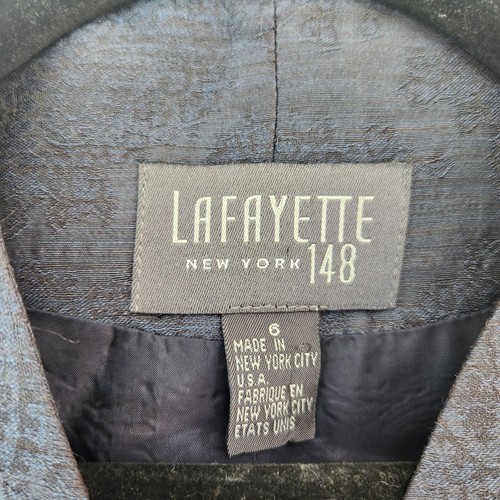 LAFAYETTE
NEW YORK 148
6
MADE IN
NEW YORK CITY
U.S.A.
FABRIQUE EN
NEW YORK CITY
ETATS UNIS